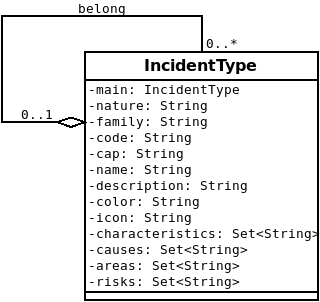 belong
0..*
IncidentType
-main: IncidentType
-nature: String
0..1
-family: String
-code: String
-cap: String
-name: String
-description: String
-color: String
-icon: String
-characteristics: Set<String>
-causes: Set<String>
-areas: Set<String>
-risks: Set<String>